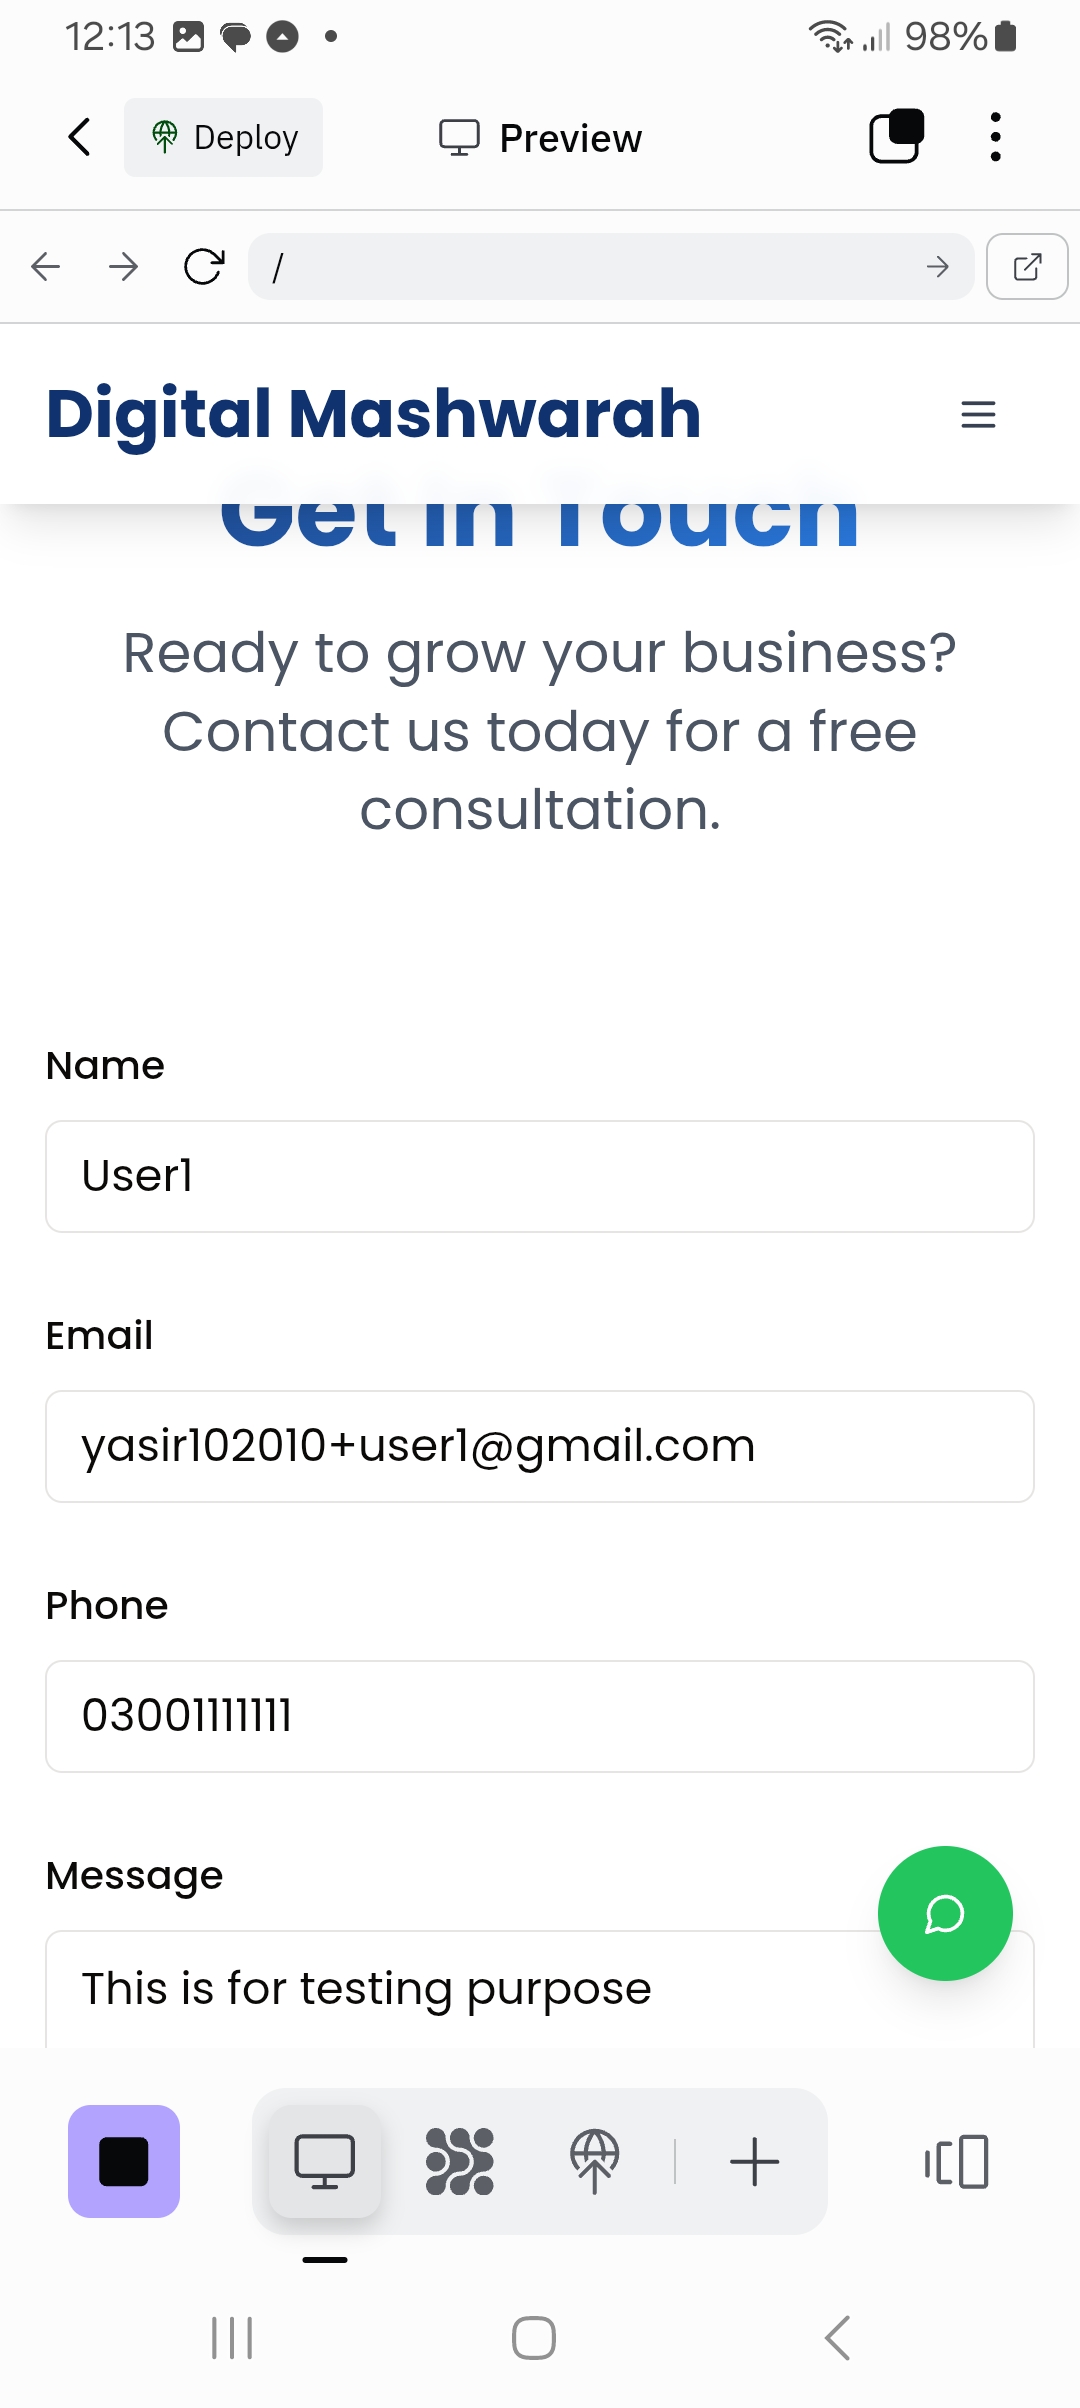 12:13
98%
Deploy
Preview
/
Digital Mashwarah
Get in Touch
Ready to grow your business?
Contact us today for a free
consultation.
Name
User1
Email
yasir102010+user1@gmail.com
Phone
03001111111
Message
This is for testing purpose